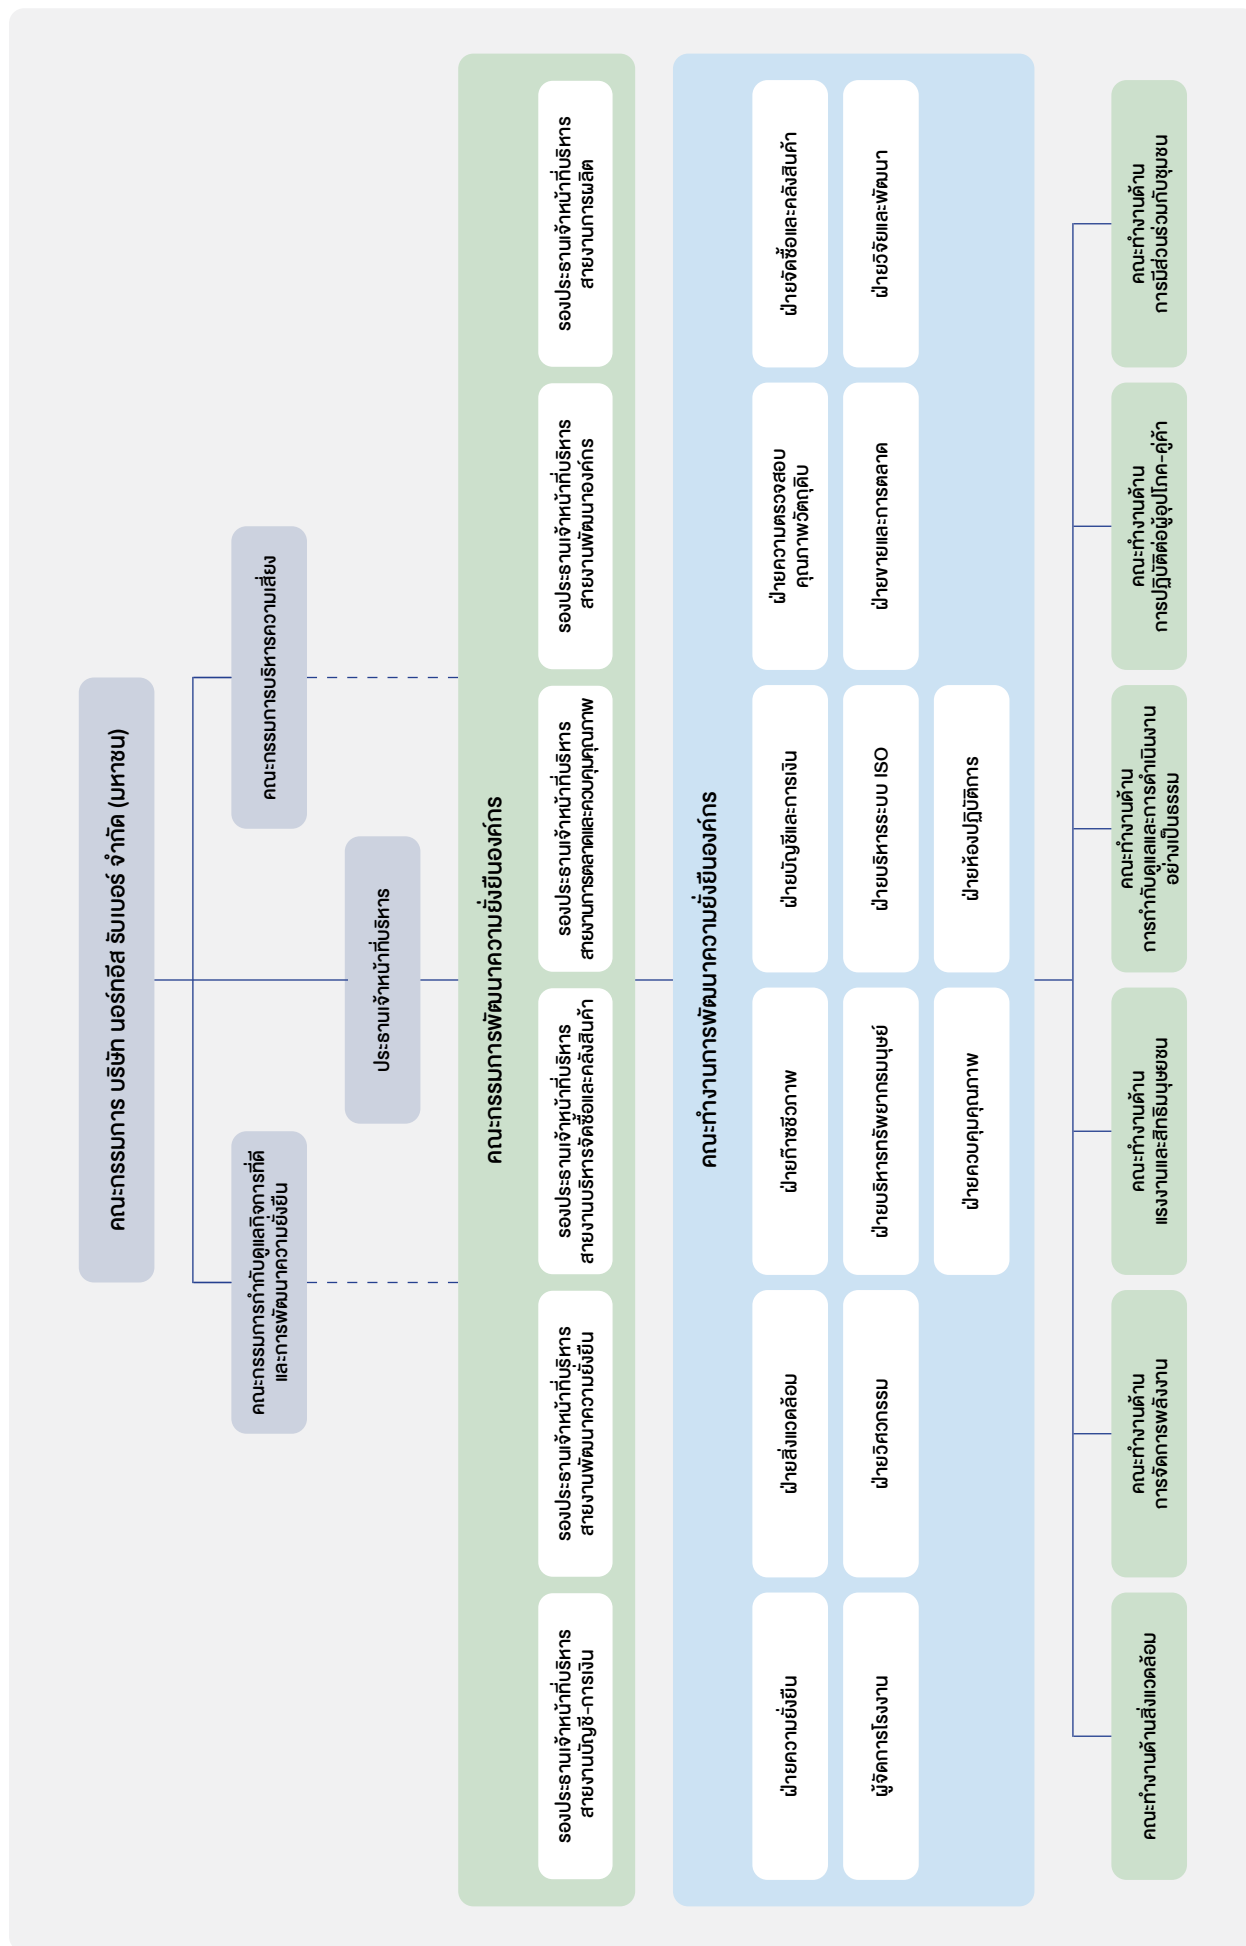 คณะกรรมการ บริษัท นอร์ทอีส รับเบอร์ จำกัด (มหาชน)
คณะกรรมการกำกับดูแลกิจการที่ดี
และการพัฒนาความยั่งยืน
คณะกรรมการบริหารความเสี่ยง
ประธานเจ้าหน้าที่บริหาร
คณะกรรมการพัฒนาความยั่งยืนองค์กร
รองประธานเจ้าหน้าที่บริหาร
สายงานบัญชี-การเงิน
รองประธานเจ้าหน้าที่บริหาร
สายงานพัฒนาความยั่งยืน
รองประธานเจ้าหน้าที่บริหาร
สายงานบริหารจัดซื้อและคลังสินค้า
รองประธานเจ้าหน้าที่บริหาร
สายงานการตลาดและควบคุมคุณภาพ
รองประธานเจ้าหน้าที่บริหาร
สายงานพัฒนาองค์กร
รองประธานเจ้าหน้าที่บริหาร
สายงานการผลิต
คณะทำงานการพัฒนาความยั่งยืนองค์กร
ฝ่ายความยั่งยืน
ฝ่ายสิ่งแวดล้อม
ฝ่ายก๊าซชีวภาพ
ฝ่ายบัญชีและการเงิน
ฝ่ายความตรวจสอบ
คุณภาพวัตถุดิบ
ฝ่ายจัดซื้อและคลังสินค้า
ผู้จัดการโรงงาน
ฝ่ายวิศวกรรม
ฝ่ายบริหารทรัพยากรมนุษย์
ฝ่ายบริหารระบบ ISO
ฝ่ายขายและการตลาด
ฝ่ายวิจัยและพัฒนา
ฝ่ายควบคุมคุณภาพ
ฝ่ายห้องปฏิบัติการ
คณะทำงานด้านสิ่งแวดล้อม
คณะทำงานด้าน
การจัดการพลังงาน
คณะทำงานด้าน
แรงงานและสิทธิมนุษยชน
คณะทำงานด้าน
การกำกับดูแลและการดำเนินงาน
อย่างเป็นธรรม
คณะทำงานด้าน
การปฏิบัติต่อผู้อุปโภค-คู่ค้า
คณะทำงานด้าน
การมีส่วนร่วมกับชุมชน